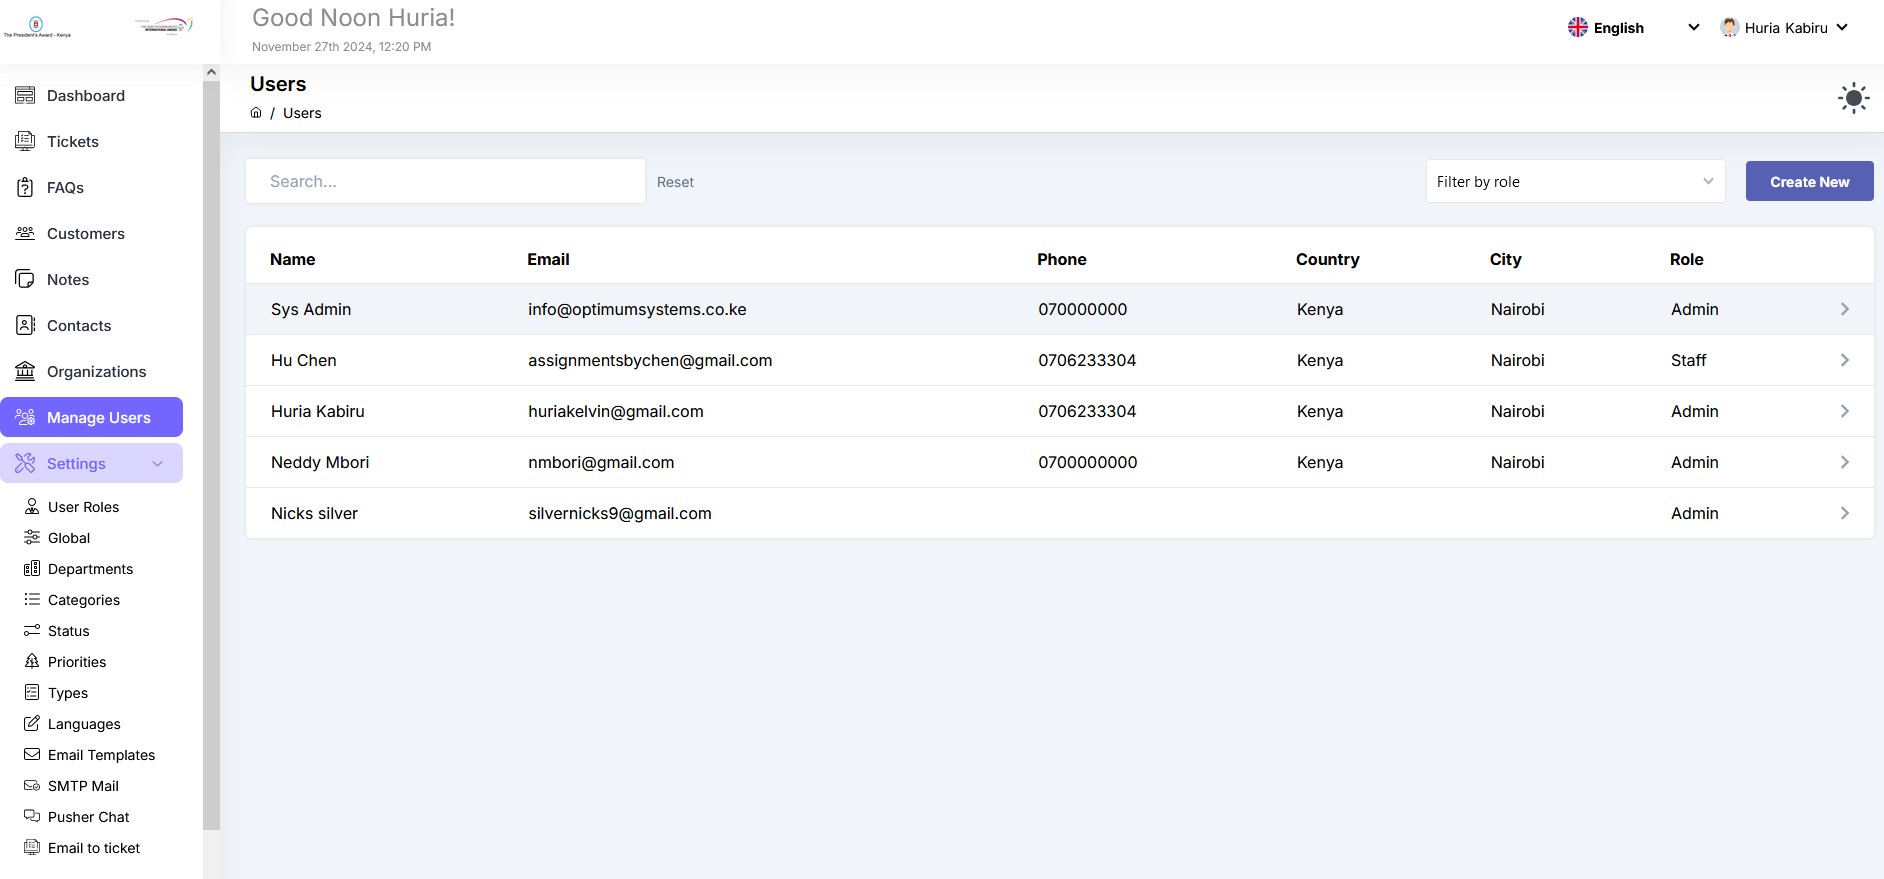 The President's Award - Kenya
INTERNATIONAL AWARD
Good Noon Huria!
November 27th 2024, 12:20 PM
English
Huria Kabiru
Dashboard
Tickets
FAQs
Customers
Notes
Contacts
Organizations
Manage Users
Settings
User Roles
Global
Departments
Categories
Status
Priorities
Types
Languages
Email Templates
SMTP Mail
Pusher Chat
Email to ticket
Users
/ Users
Search...
Reset
Filter by role
Create New
Name Email Phone Country City Role
Sys Admin info@optimumsystems.co.ke 070000000 Kenya Nairobi Admin
Hu Chen assignmentsbychen@gmail.com 0706233304 Kenya Nairobi Staff
Huria Kabiru huriakelvin@gmail.com 0706233304 Kenya Nairobi Admin
Neddy Mbori nmbori@gmail.com 0700000000 Kenya Nairobi Admin
Nicks silver silvernicks9@gmail.com Admin